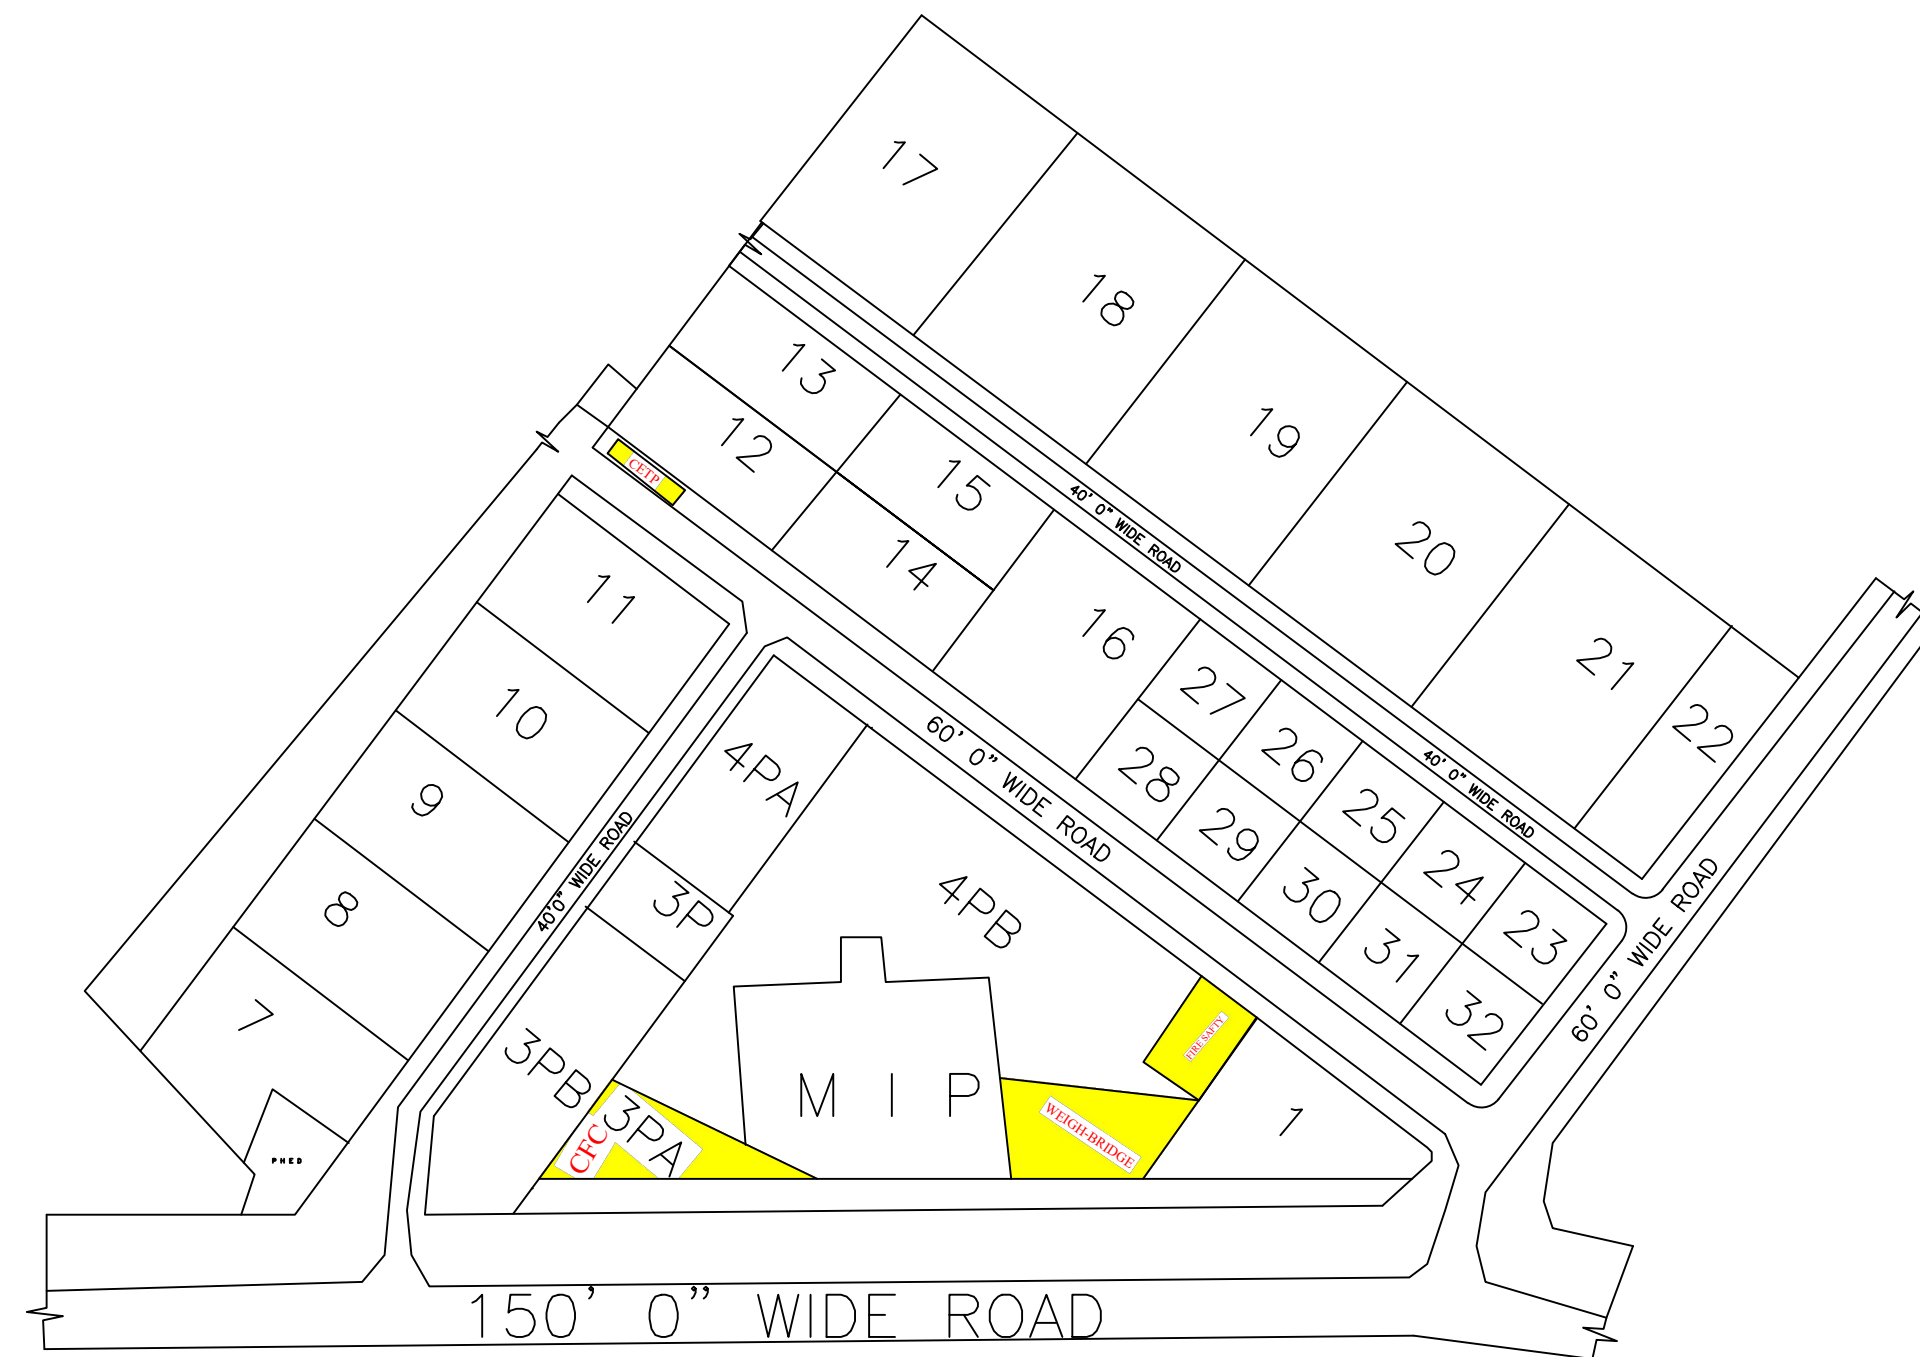 17
18
13
19
12
15
CETP
40' 0" WIDE ROAD
20
14
11
16
21
27
10
22
60' 0" WIDE ROAD
26
4PA
28
40' 0" WIDE ROAD
9
25
29
40'0" WIDE ROAD
24
8
3P
4PB
30
23
60' 0" WIDE ROAD
31
7
32
FIRE SAFTY
3PB
M I P
WEIGH-BRIDGE
1
3PA
CFC
PHED
150' 0" WIDE ROAD